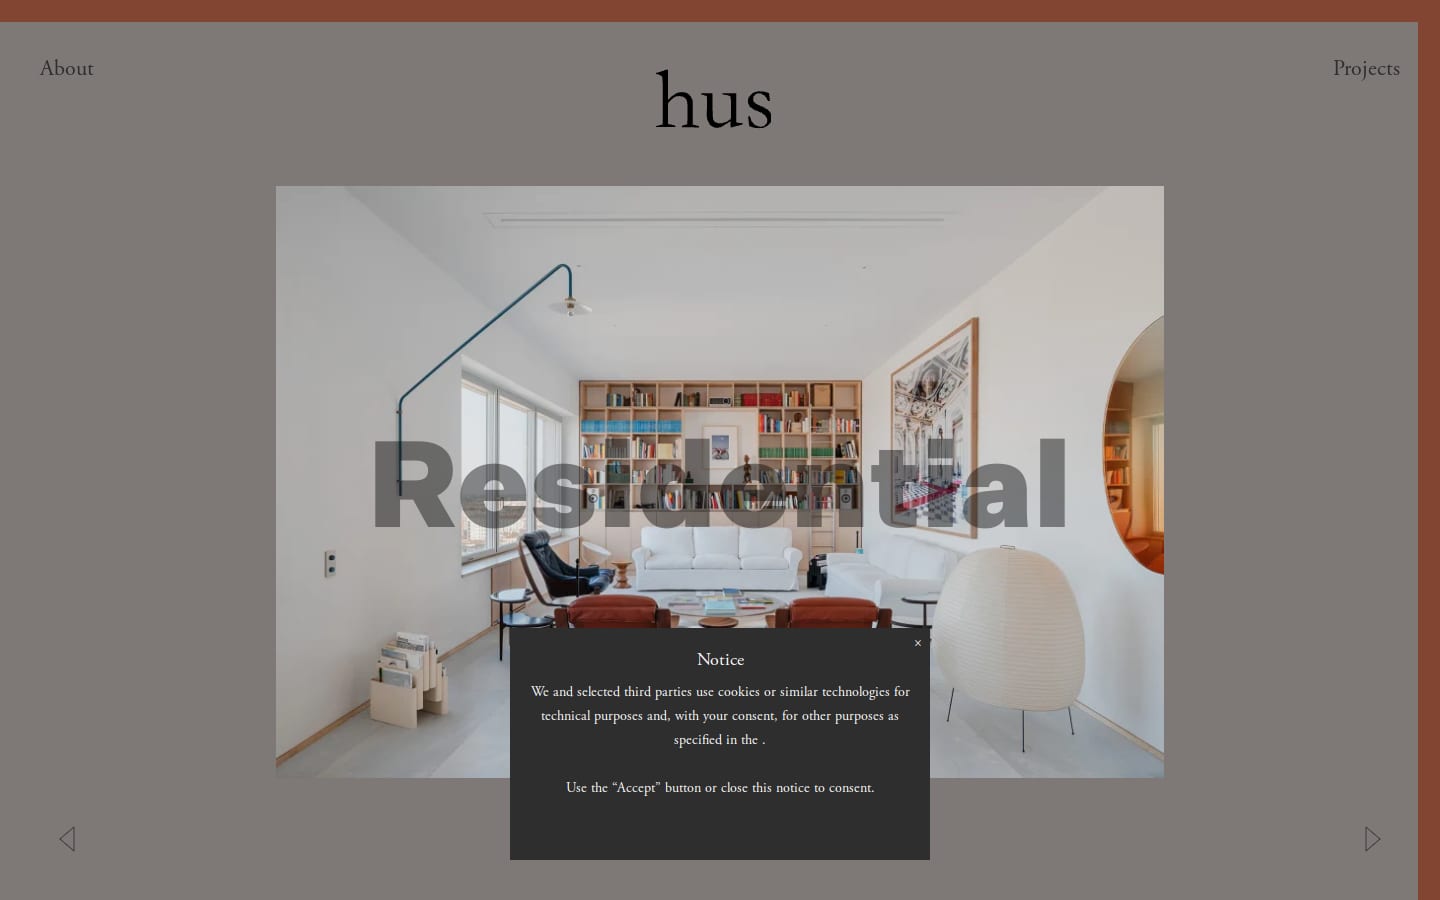 About
hus
Projects
Residential
×
Notice
We and selected third parties use cookies or similar technologies for
technical purposes and, with your consent, for other purposes as
specified in the .
Use the “Accept” button or close this notice to consent.